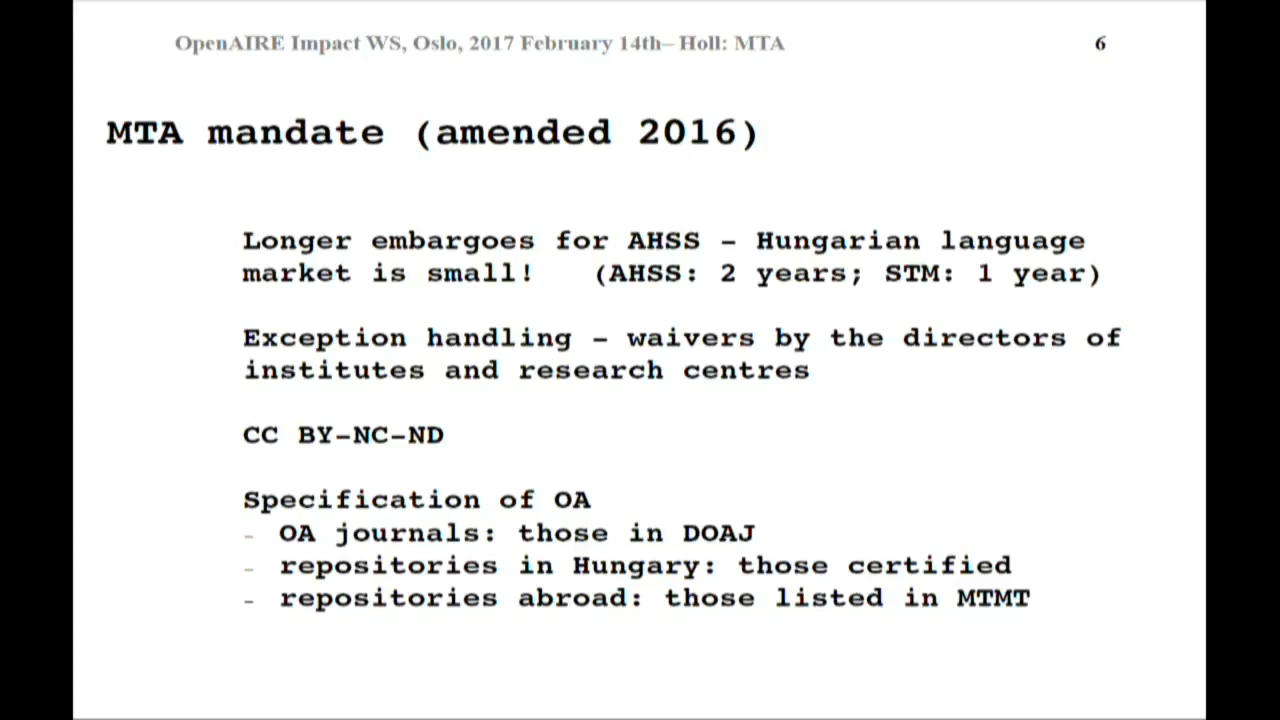 OpenAIRE Impact WS, Oslo, 2017 February 14th– Holl: MTA 6
MTA mandate (amended 2016)
Longer embargoes for AHSS – Hungarian language
market is small! (AHSS: 2 years; STM: 1 year)
Exception handling – waivers by the directors of
institutes and research centres
CC BY-NC-ND
Specification of OA
- OA journals: those in DOAJ
- repositories in Hungary: those certified
- repositories abroad: those listed in MTMT